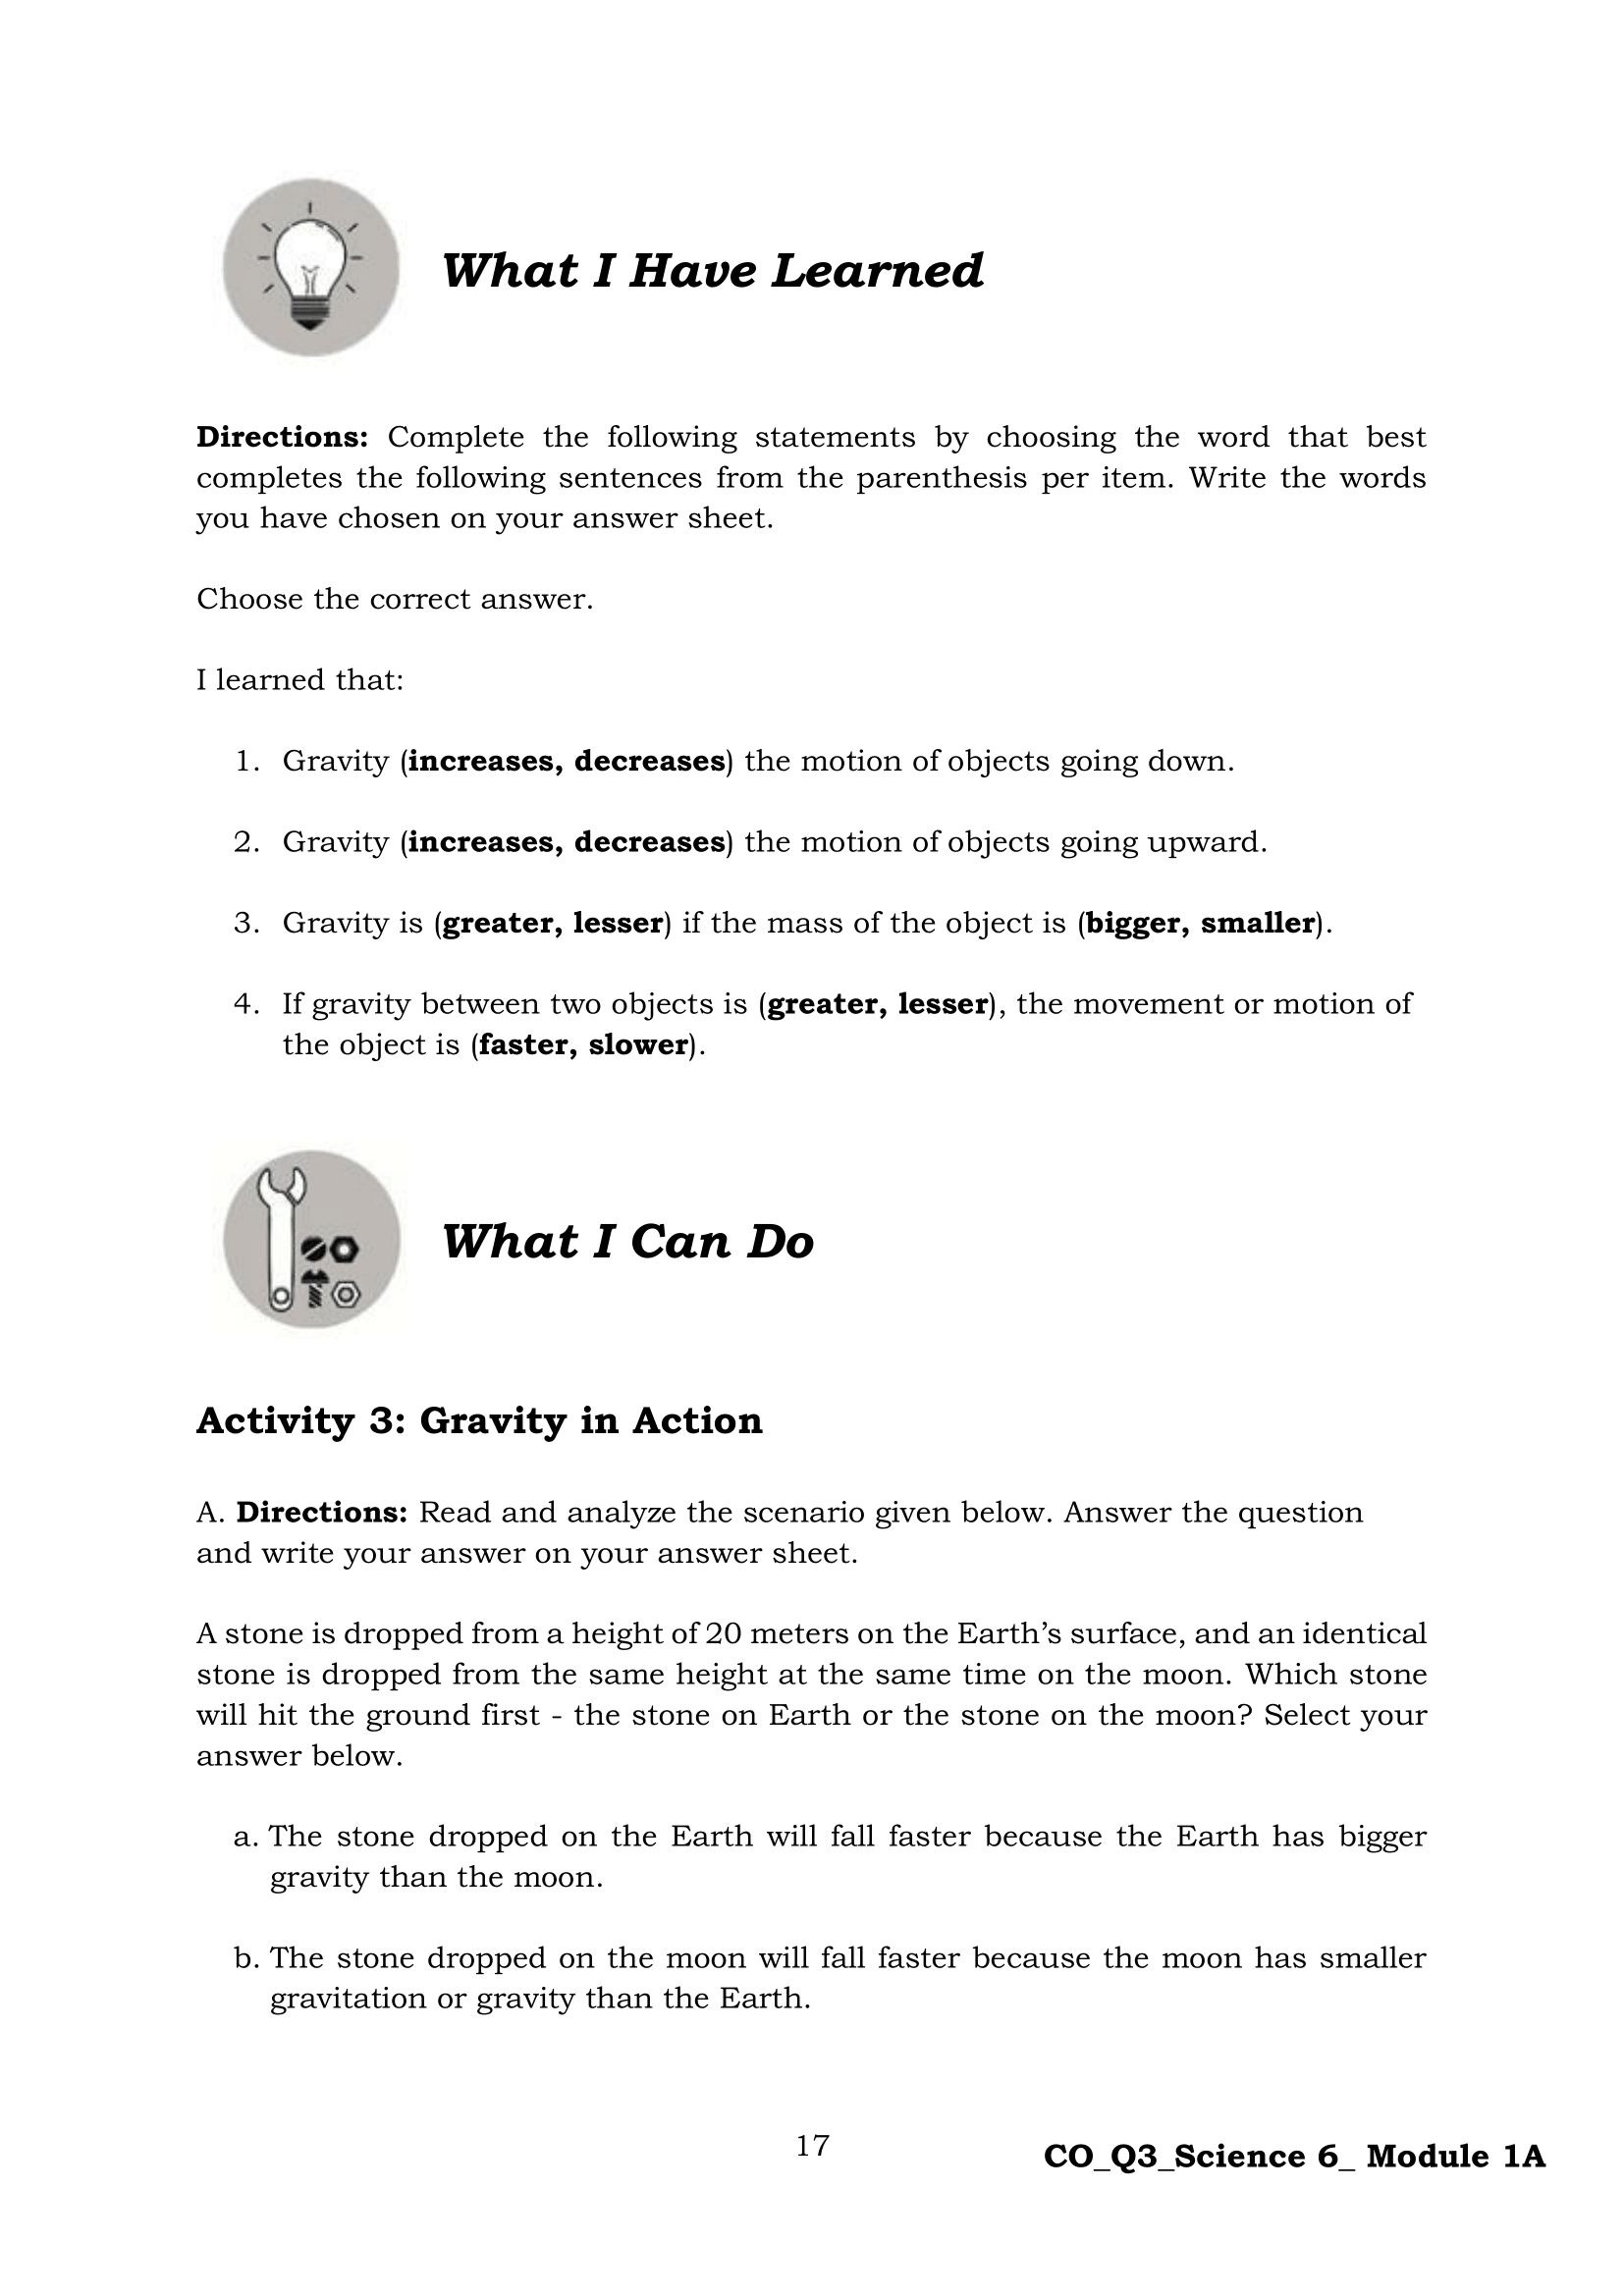 What I Have Learned
Directions: Complete the following statements by choosing the word that best
completes the following sentences from the parenthesis per item. Write the words
you have chosen on your answer sheet.
Choose the correct answer.
I learned that:
1. Gravity (increases, decreases) the motion of objects going down.
2. Gravity (increases, decreases) the motion of objects going upward.
3. Gravity is (greater, lesser) if the mass of the object is (bigger, smaller).
4. If gravity between two objects is (greater, lesser), the movement or motion of
the object is (faster, slower).
What I Can Do
Activity 3: Gravity in Action
A. Directions: Read and analyze the scenario given below. Answer the question
and write your answer on your answer sheet.
A stone is dropped from a height of 20 meters on the Earth’s surface, and an identical
stone is dropped from the same height at the same time on the moon. Which stone
will hit the ground first - the stone on Earth or the stone on the moon? Select your
answer below.
a. The stone dropped on the Earth will fall faster because the Earth has bigger
gravity than the moon.
b. The stone dropped on the moon will fall faster because the moon has smaller
gravitation or gravity than the Earth.
17
CO_Q3_Science 6_ Module 1A